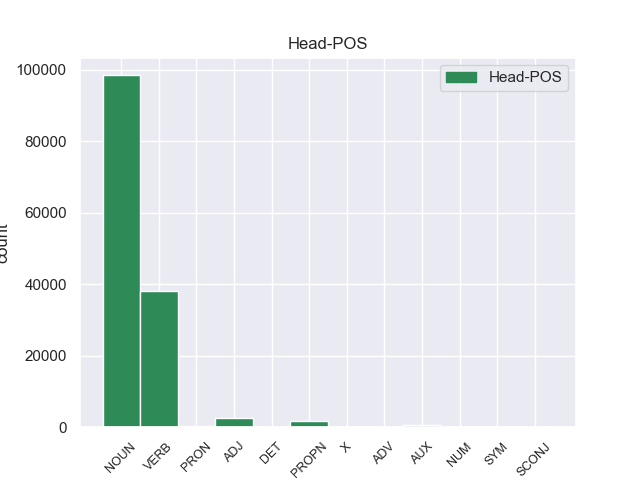 Head-POS
Head-POS
100000
80000
60000
40000
20000
0
count
NOUN VERB PRON ADJ DET PROPN X ADV AUX NUM SYM SCONJ